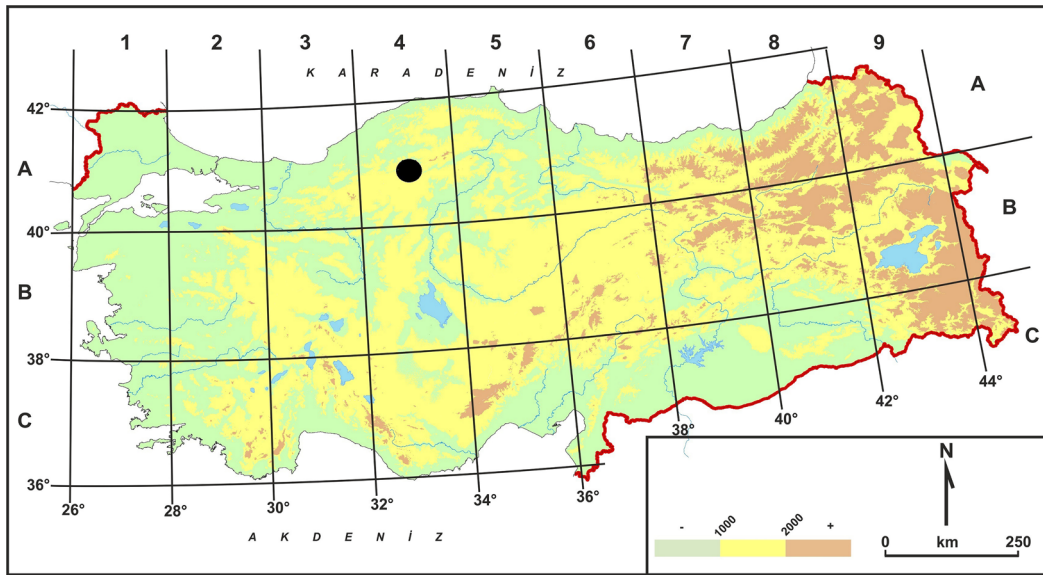 1 2 3 4 5 6 7 8 9
K A R A D E N İ Z
A
42°
A
B
40°
B
38°
C
C
44°
42°
40°
38°
36°
36°
26° 28° 30° 32° 34°
A K D E N İ Z
N
- 1000 2000 +
0 km 250